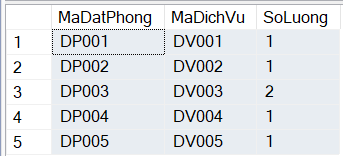 MaDatPhong MaDichVu SoLuong
1 DP001 DV001 1
2 DP002 DV002 1
3 DP003 DV003 2
4 DP004 DV004 1
5 DP005 DV005 1